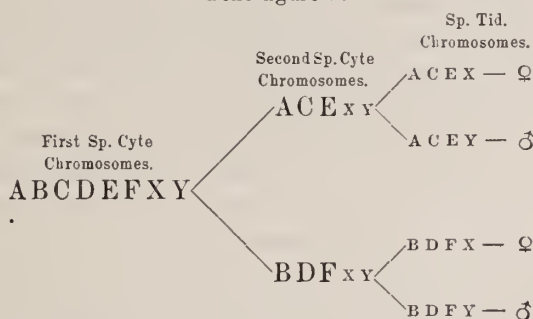 Sp. Tid.
Chromosomes.
Second Sp. Cyte
Chromosomes.
A C E X — ♀
A C E X Y
A C E Y — ♂
First Sp. Cyte
Chromosomes.
A B C D E F X Y
B D F X — ♀
B D F X Y
B D F Y — ♂